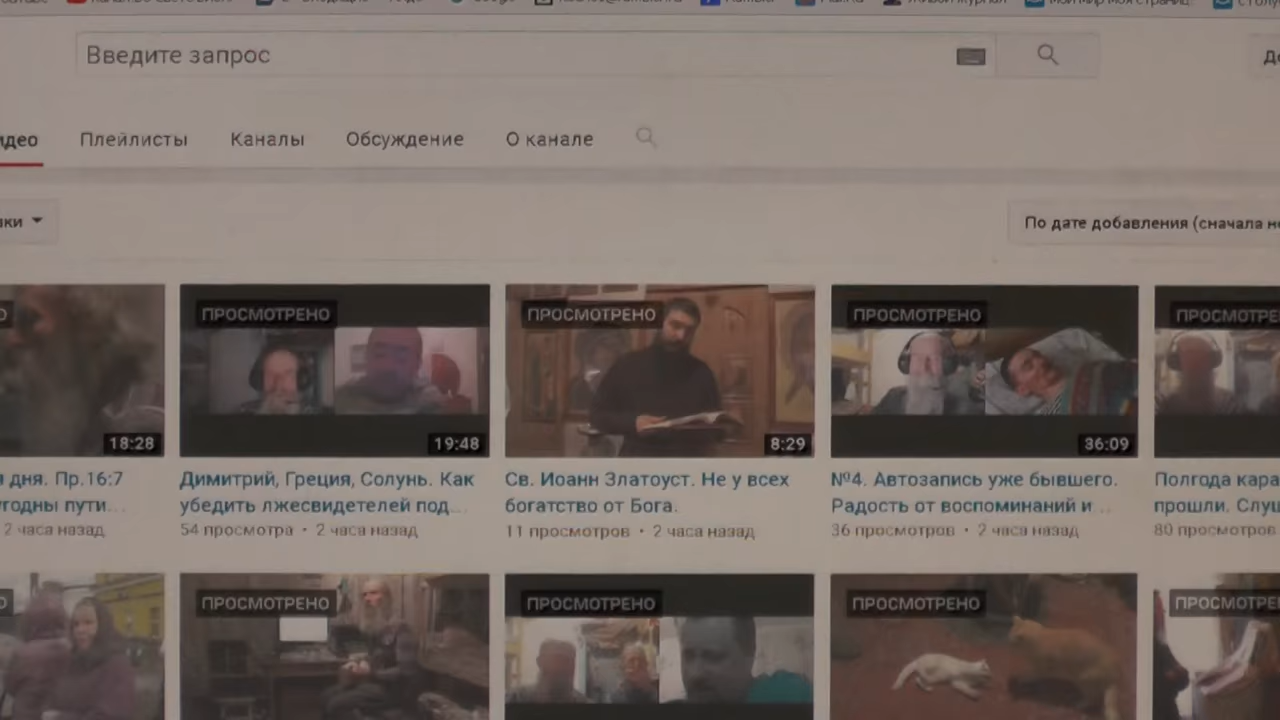 Введите запрос
идео
Плейлисты
Каналы
Обсуждение
О канале
По дате добавления (сначала но
ПРОСМОТРЕНО
ПРОСМОТРЕНО
ПРОСМОТРЕНО
ПРОСМОТРЕ
18:28
19:48
8:29
36:09
дня. Пр.16:7
угодны пути...
2 часа назад
Димитрий, Греция, Солунь. Как
убедить лжесвидетелей под...
54 просмотра • 2 часа назад
Св. Иоанн Златоуст. Не у всех
богатство от Бога.
11 просмотров • 2 часа назад
№4. Автозапись уже бывшего.
Радость от воспоминаний и...
36 просмотров • 2 часа назад
Полгода кара
прошли. Слуш
80 просмотров
ПРОСМОТРЕНО
ПРОСМОТРЕНО
ПРОСМОТРЕНО
ПРОСМОТРЕ